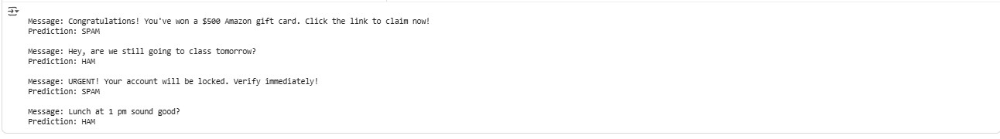 Message: Congratulations! You've won a $500 Amazon gift card. Click the link to claim now!
Prediction: SPAM
Message: Hey, are we still going to class tomorrow?
Prediction: HAM
Message: URGENT! Your account will be locked. Verify immediately!
Prediction: SPAM
Message: Lunch at 1 pm sound good?
Prediction: HAM